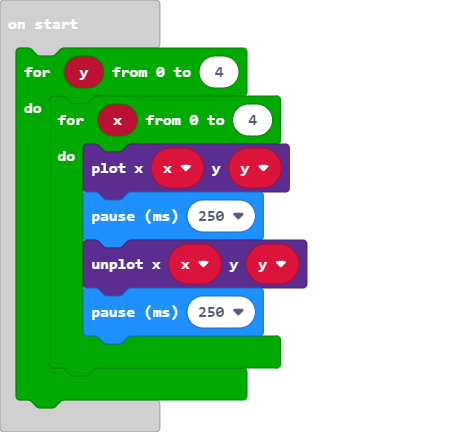 on start
for y from 0 to 4
do
for x from 0 to 4
do
plot x x y y
pause (ms) 250
unplot x x y y
pause (ms) 250